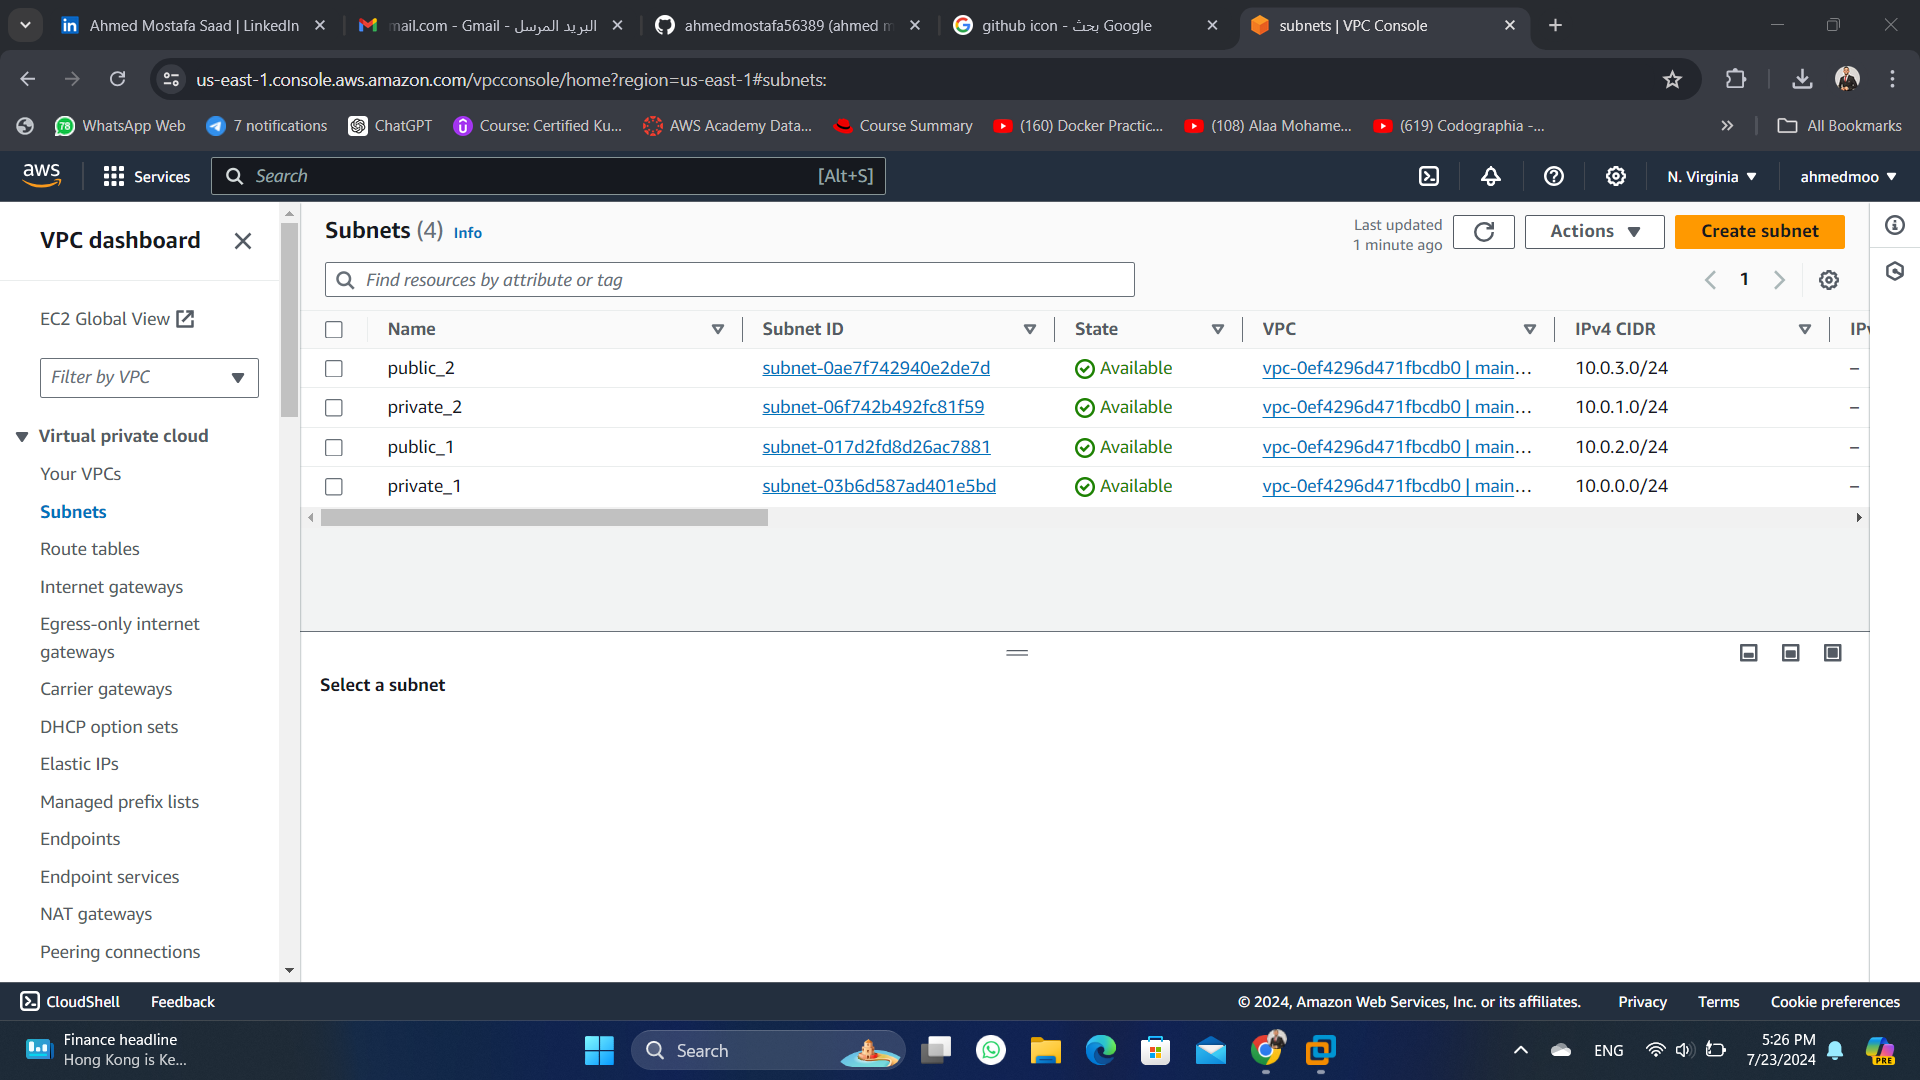 Ahmed Mostafa Saad | LinkedIn
mail.com - Gmail - البريد المرسل
ahmedmostafa56389 (ahmed m
github icon - بحث Google
subnets | VPC Console
us-east-1.console.aws.amazon.com/vpcconsole/home?region=us-east-1#subnets:
78
WhatsApp Web
7 notifications
ChatGPT
Course: Certified Ku...
AWS Academy Data...
Course Summary
(160) Docker Practic...
(108) Alaa Mohame...
(619) Codographia -...
All Bookmarks
aws
Services
Search
[Alt+S]
N. Virginia
ahmedmoo
VPC dashboard
EC2 Global View
Filter by VPC
Virtual private cloud
Your VPCs
Subnets
Route tables
Internet gateways
Egress-only internet
gateways
Carrier gateways
DHCP option sets
Elastic IPs
Managed prefix lists
Endpoints
Endpoint services
NAT gateways
Peering connections
Subnets (4) Info
Last updated
1 minute ago
Actions
Create subnet
Find resources by attribute or tag
1
Name Subnet ID State VPC IPv4 CIDR IPv
public_2 subnet-0ae7f742940e2de7d Available vpc-0ef4296d471fbcdb0 | main... 10.0.3.0/24 –
private_2 subnet-06f742b492fc81f59 Available vpc-0ef4296d471fbcdb0 | main... 10.0.1.0/24 –
public_1 subnet-017d2fd8d26ac7881 Available vpc-0ef4296d471fbcdb0 | main... 10.0.2.0/24 –
private_1 subnet-03b6d587ad401e5bd Available vpc-0ef4296d471fbcdb0 | main... 10.0.0.0/24 –
Select a subnet
CloudShell
Feedback
© 2024, Amazon Web Services, Inc. or its affiliates.
Privacy
Terms
Cookie preferences
Finance headline
Hong Kong is Ke...
Search
ENG
5:26 PM
7/23/2024
PRE